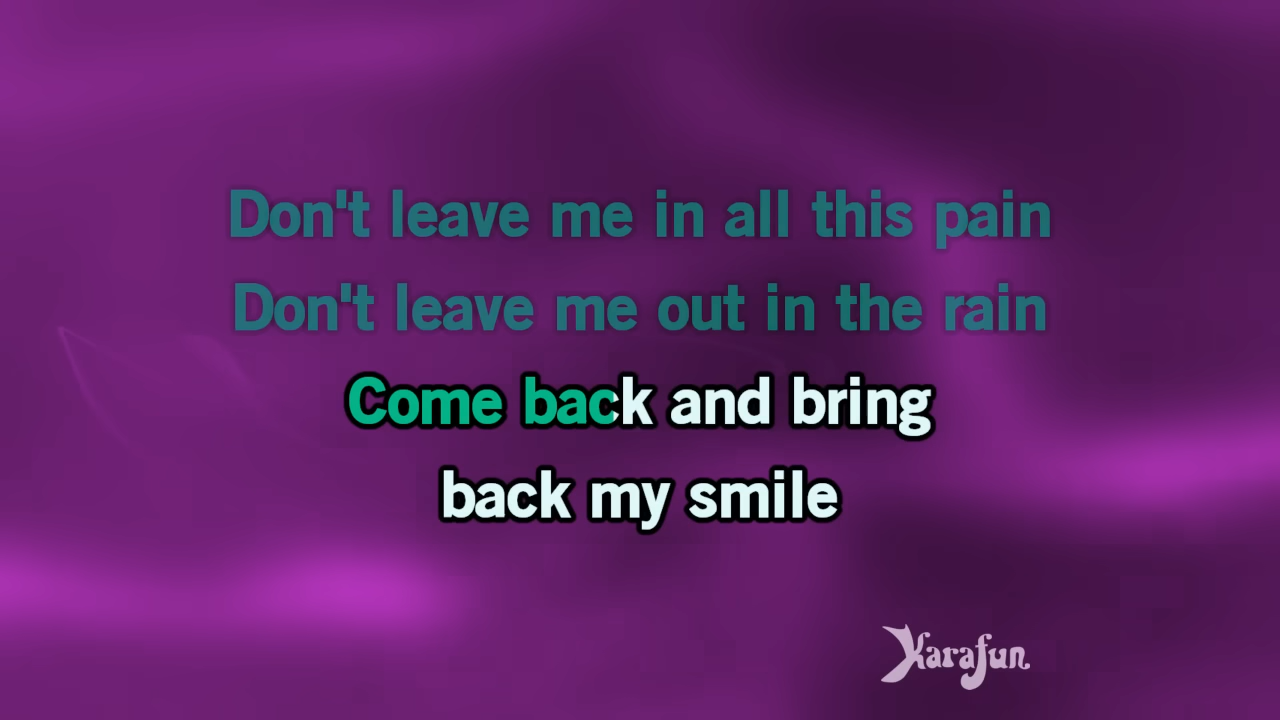 Don't leave me in all this pain
Don't leave me out in the rain
Come back and bring
back my smile
Karafun